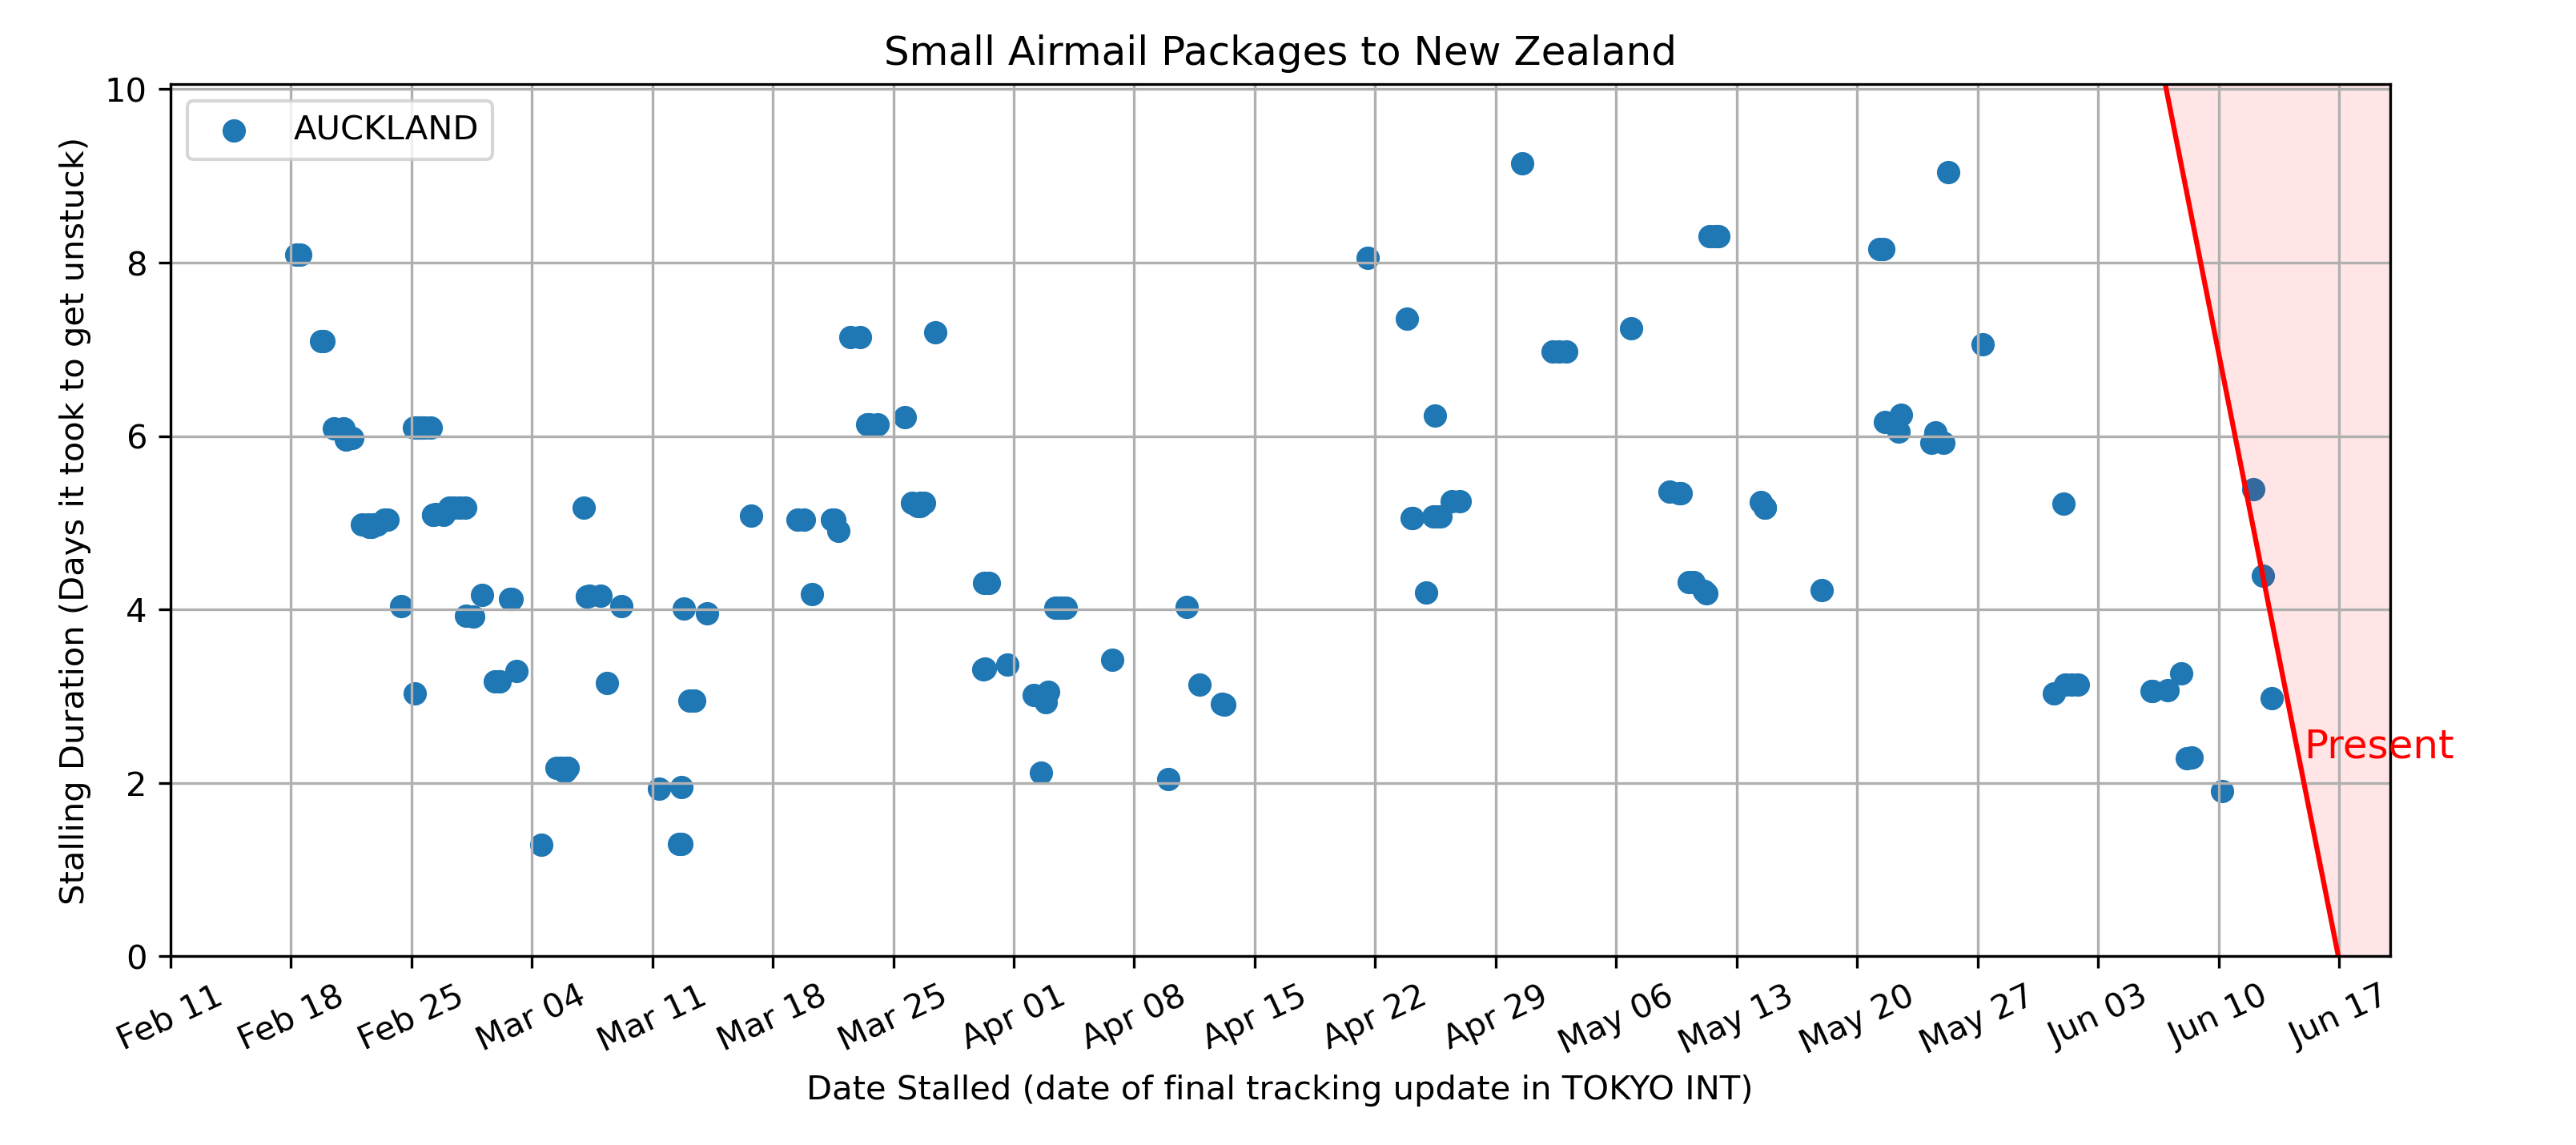 Small Airmail Packages to New Zealand
AUCKLAND
Stalling Duration (Days it took to get unstuck)
10
8
6
4
2
0
Present
Feb 11
Feb 18
Feb 25
Mar 04
Mar 11
Mar 18
Mar 25
Apr 01
Apr 08
Apr 15
Apr 22
Apr 29
May 06
May 13
May 20
May 27
Jun 03
Jun 10
Jun 17
Date Stalled (date of final tracking update in TOKYO INT)